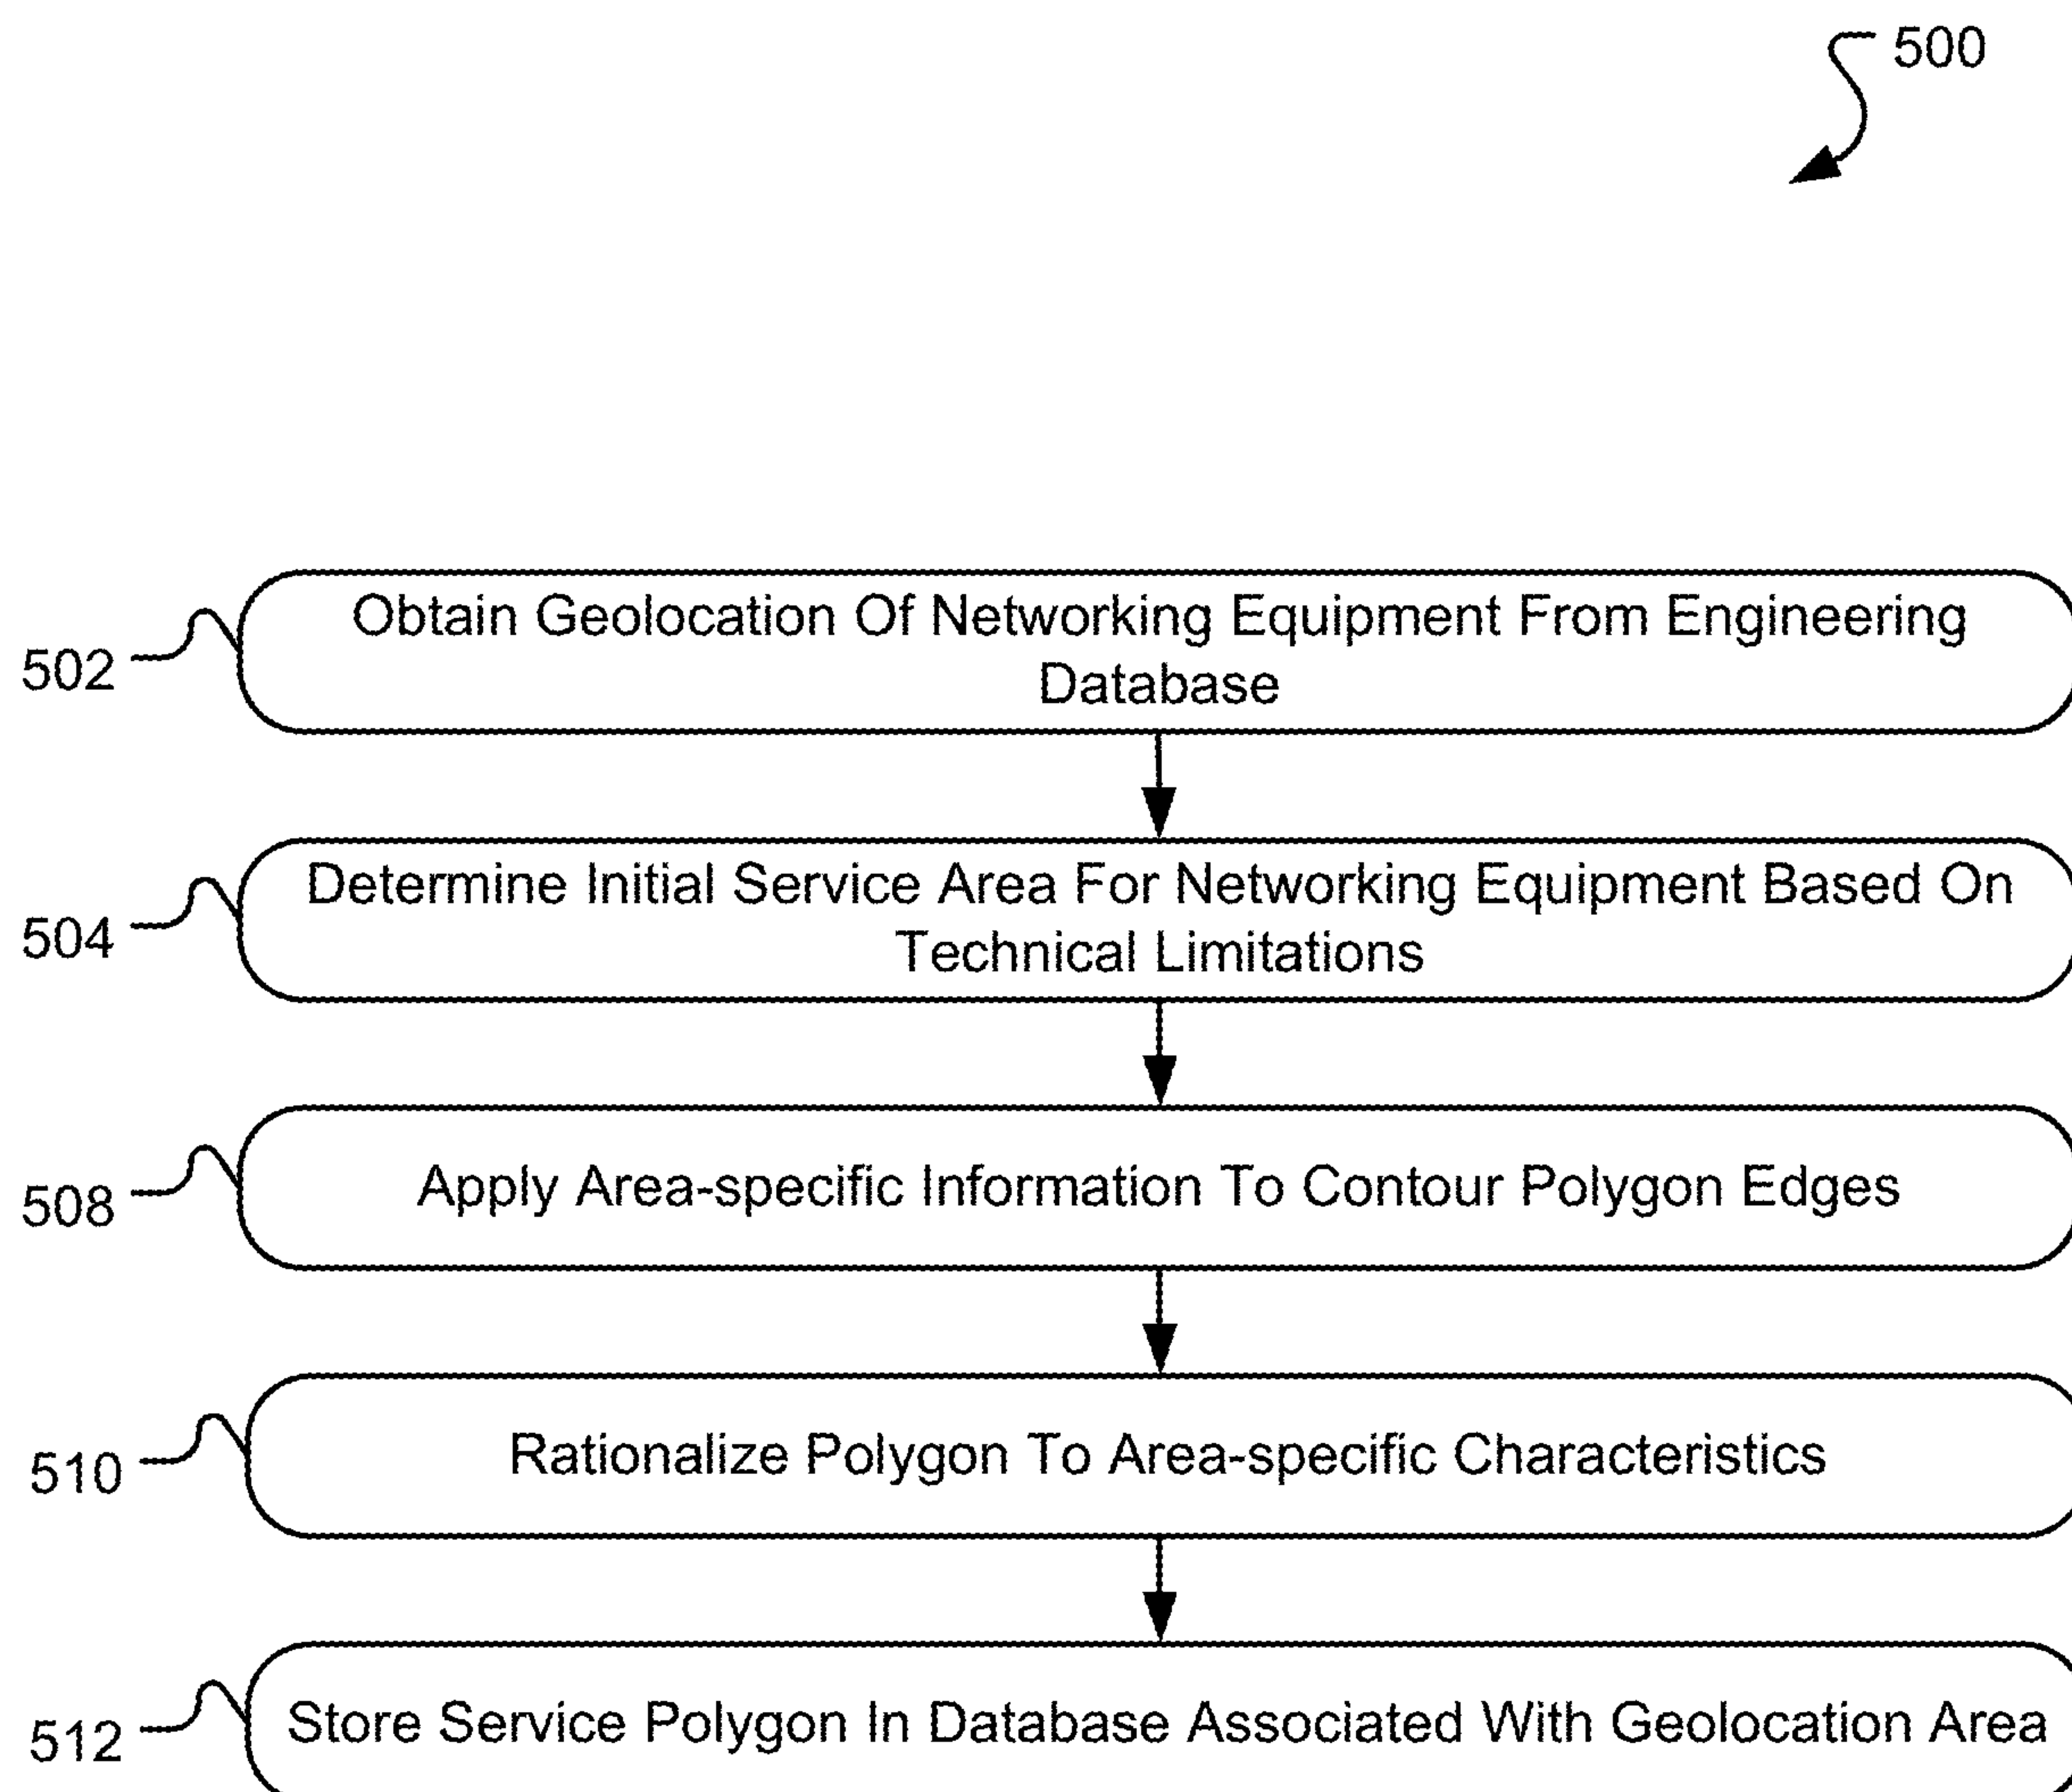 500
502
Obtain Geolocation Of Networking Equipment From Engineering
Database
504
Determine Initial Service Area For Networking Equipment Based On
Technical Limitations
508
Apply Area-specific Information To Contour Polygon Edges
510
Rationalize Polygon To Area-specific Characteristics
512
Store Service Polygon In Database Associated With Geolocation Area